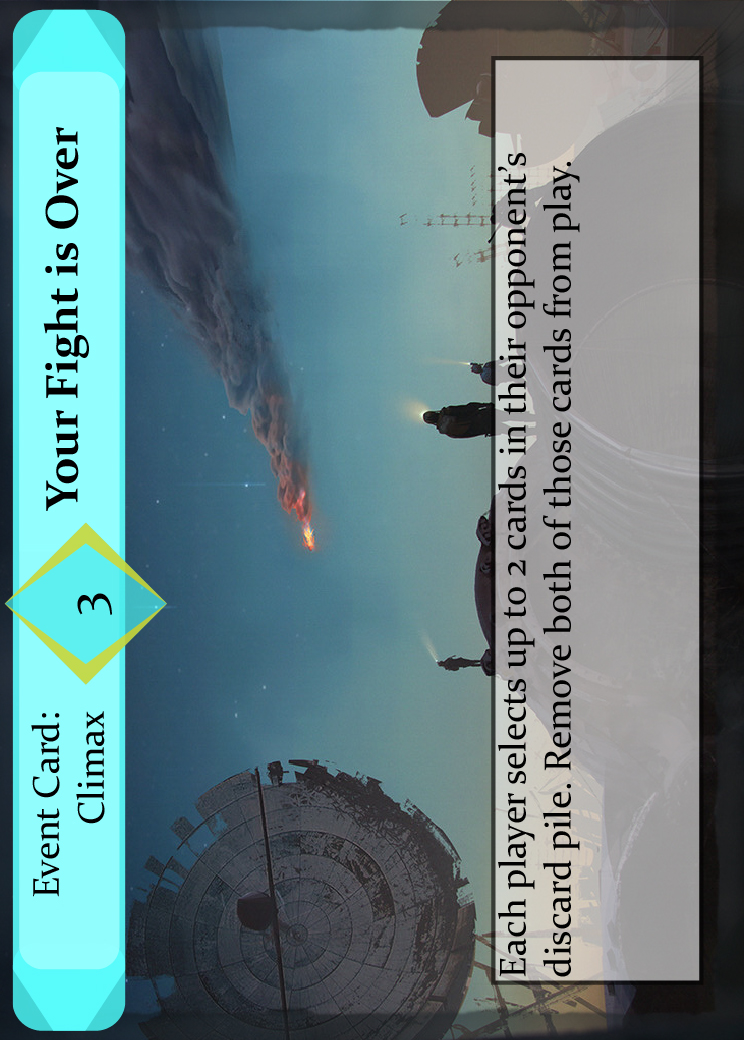 Event Card:
Climax
3
Your Fight is Over
Each player selects up to 2 cards in their opponent's
discard pile. Remove both of those cards from play.